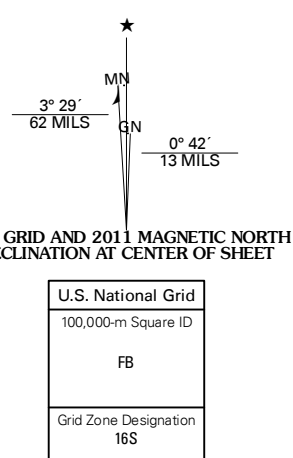 ★
MN
3° 29´
62 MILS
GN
0° 42´
13 MILS
GRID AND 2011 MAGNETIC NORTH
ECLINATION AT CENTER OF SHEET
U.S. National Grid
100,000-m Square ID
FB
Grid Zone Designation
16S